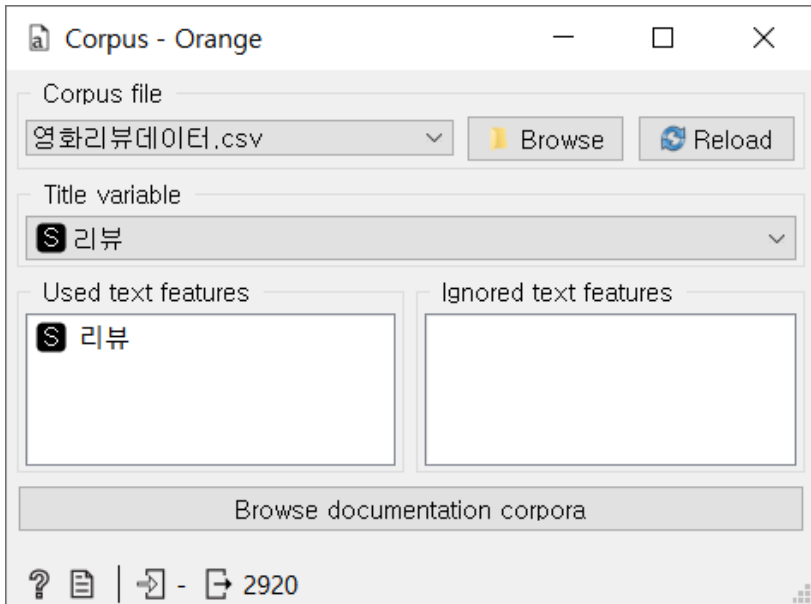 Corpus - Orange
Corpus file
영화리뷰데이터.csv
Browse
Reload
Title variable
S 리뷰
Used text features
Ignored text features
S 리뷰
Browse documentation corpora
? - 2920